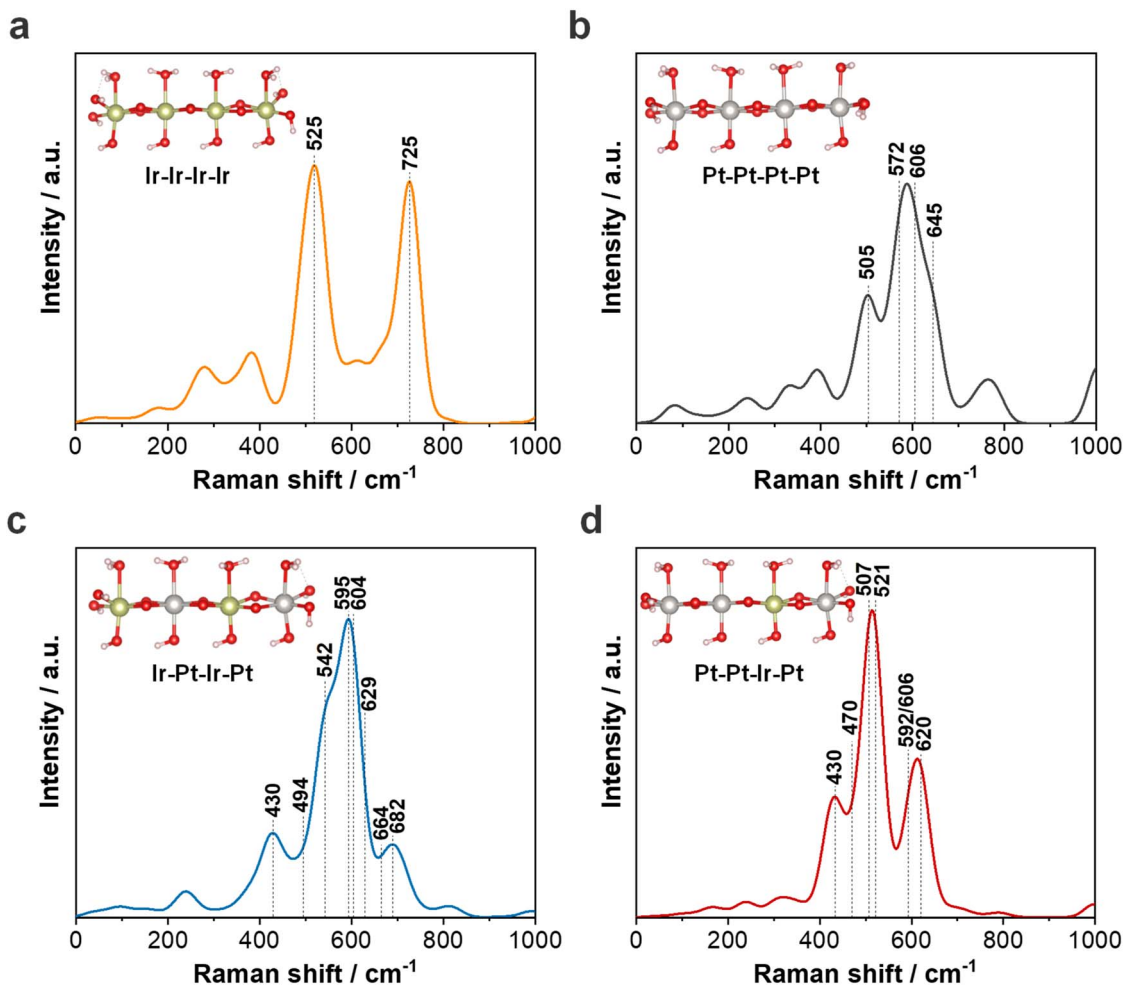 a
Intensity / a.u.
Ir-Ir-Ir-Ir
525
725
0
200
400
600
800
1000
Raman shift / cm-1
b
Intensity / a.u.
Pt-Pt-Pt-Pt
505
572
606
645
0
200
400
600
800
1000
Raman shift / cm-1
c
Intensity / a.u.
Ir-Pt-Ir-Pt
430
494
542
595
604
629
664
682
0
200
400
600
800
1000
Raman shift / cm-1
d
Intensity / a.u.
Pt-Pt-Ir-Pt
430
470
507
521
592/606
620
0
200
400
600
800
1000
Raman shift / cm-1